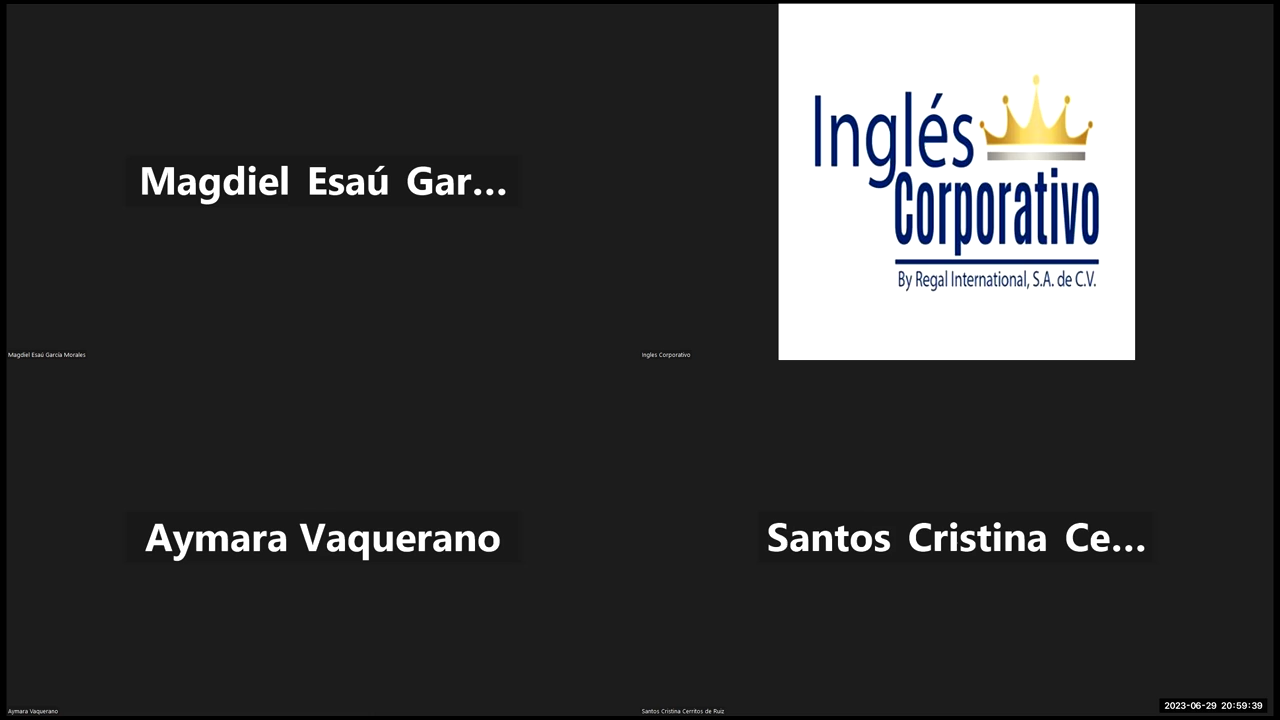 Magdiel Esaú Gar...
Inglés
Corporativo
By Regal International, S.A. de C.V.
Magdiel Esaú García Morales
Ingles Corporativo
Aymara Vaquerano
Santos Cristina Ce...
Aymara Vaquerano
Santos Cristina Cerritos de Ruiz
2023-06-29 20:59:39